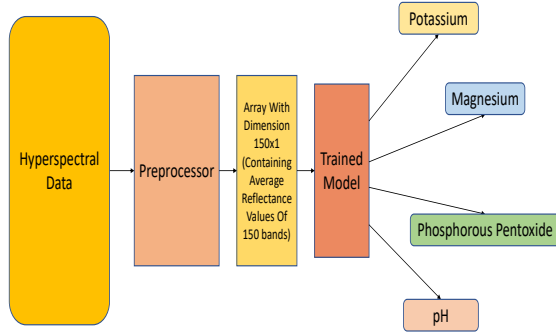 Potassium
Magnesium
Hyperspectral
Data
Preprocessor
Array With
Dimension
150x1
(Containing
Average
Reflectance
Values Of
150 bands)
Trained
Model
Phosphorous Pentoxide
pH